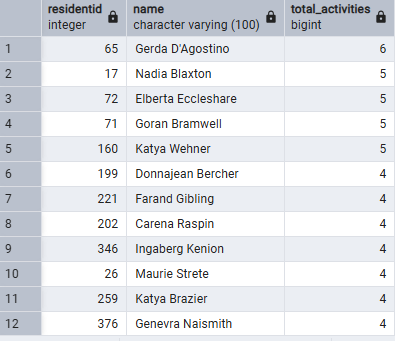 residentid name total_activities
integer character varying (100) bigint
1 65 Gerda D'Agostino 6
2 17 Nadia Blaxton 5
3 72 Elberta Eccleshare 5
4 71 Goran Bramwell 5
5 160 Katya Wehner 5
6 199 Donnajean Bercher 4
7 221 Farand Gibling 4
8 202 Carena Raspin 4
9 346 Ingaberg Kenion 4
10 26 Maurie Strete 4
11 259 Katya Brazier 4
12 376 Genevra Naismith 4